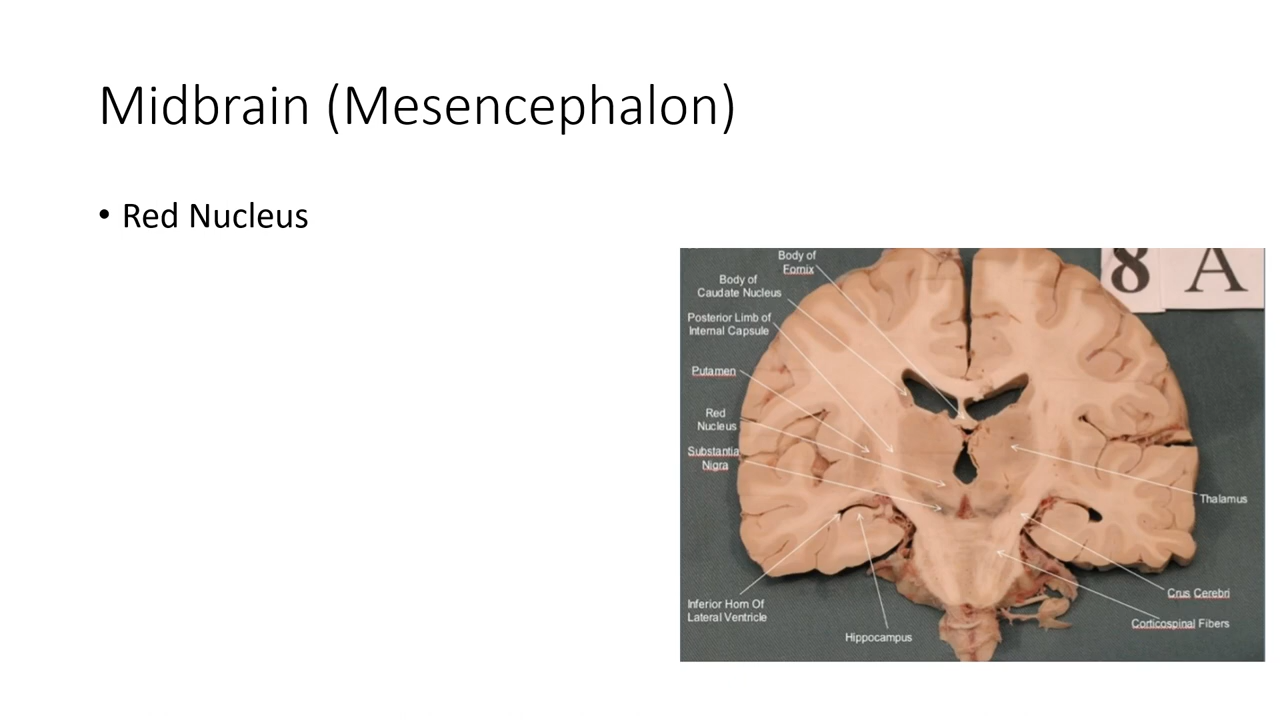 Midbrain (Mesencephalon)
• Red Nucleus
Body of
Fornix
Body of
Caudate Nucleus
Posterior Limb of
Internal Capsule
Putamen
Red
Nucleus
Substantia
Nigra
Inferior Horn Of
Lateral Ventricle
Hippocampus
8 A
Thalamus
Crus Cerebri
Corticospinal Fibers